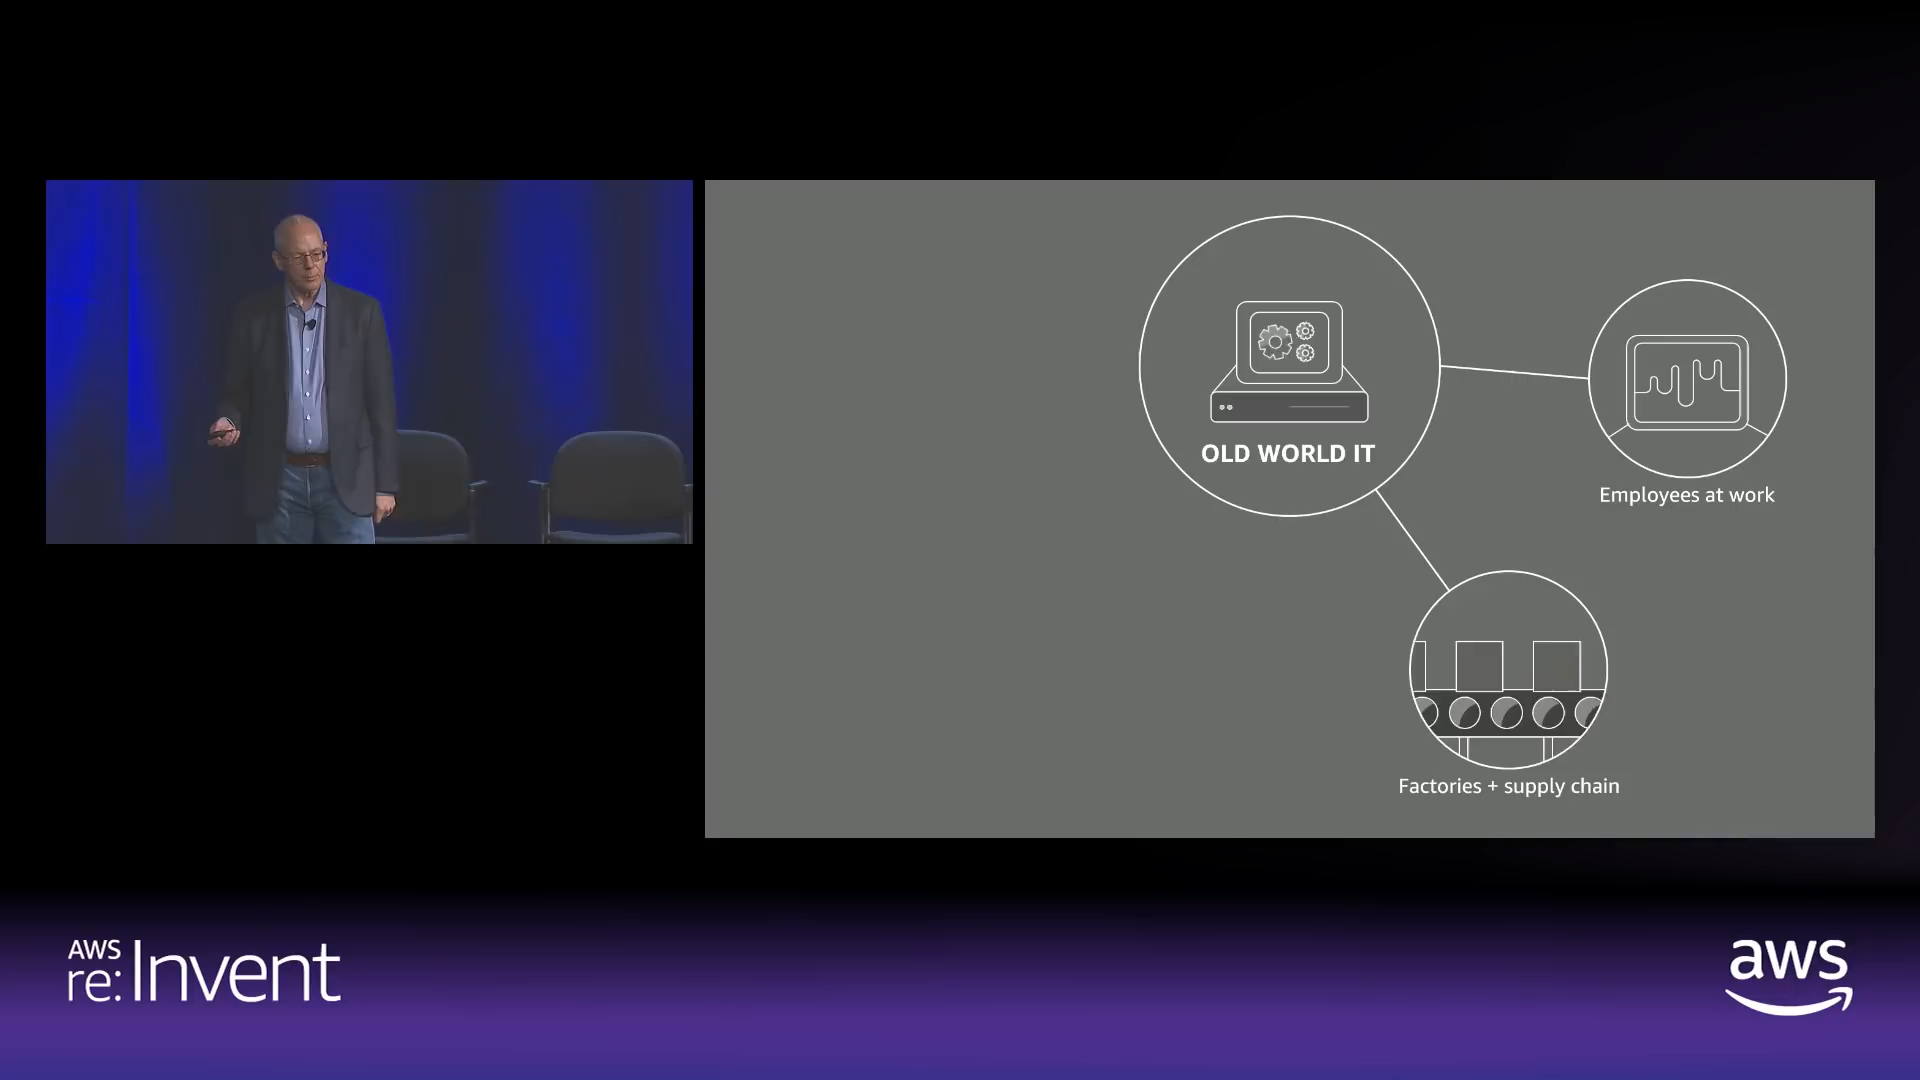 OLD WORLD IT
Employees at work
Factories + supply chain
AWS
re:Invent
aws